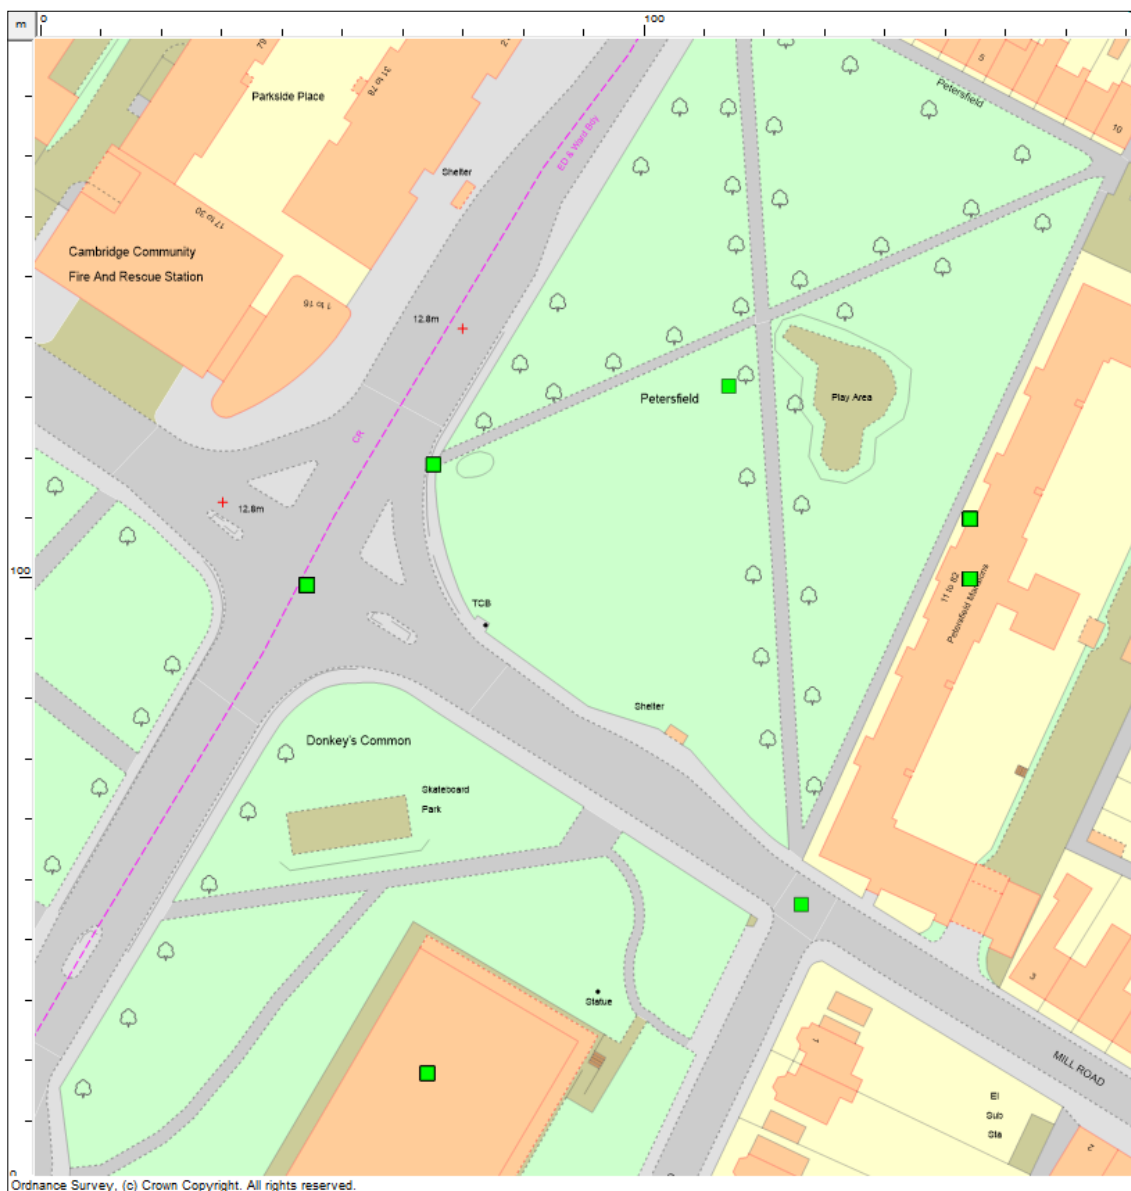 m
0
100
79
31 to 78
2
Parkside Place
5
Petersfield
10
ED & Ward Bdy
Shelter
17 to 30
Cambridge Community
Fire And Rescue Station
1 to 16
12.8m
Petersfield
Play Area
CR
12.8m
100
11 to 82
Petersfield Mansions
TCB
Shelter
Donkey's Common
Skateboard
Park
Statue
3
1
MILL ROAD
El
Sub
Sta
2
0
Ordnance Survey, (c) Crown Copyright. All rights reserved.